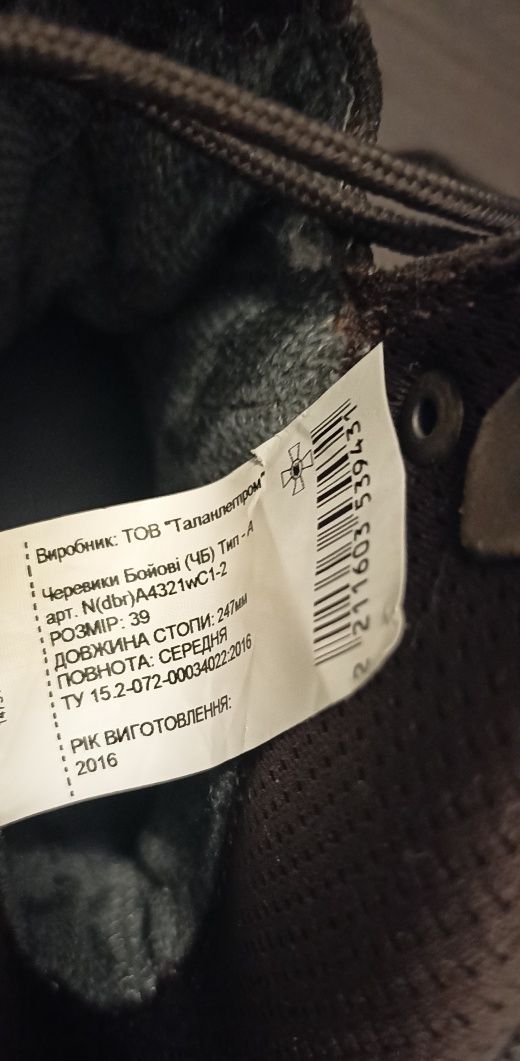 Виробник: ТОВ "Таланлегпром"
Черевики Бойові (ЧБ) Тип - А
арт. N(dbr)A4321wC1-2
РОЗМІР: 39
ДОВЖИНА СТОПИ: 247мм
ПОВНОТА: СЕРЕДНЯ
ТУ 15.2-072-00034022:2016
РІК ВИГОТОВЛЕННЯ:
2016
2 211603 539431